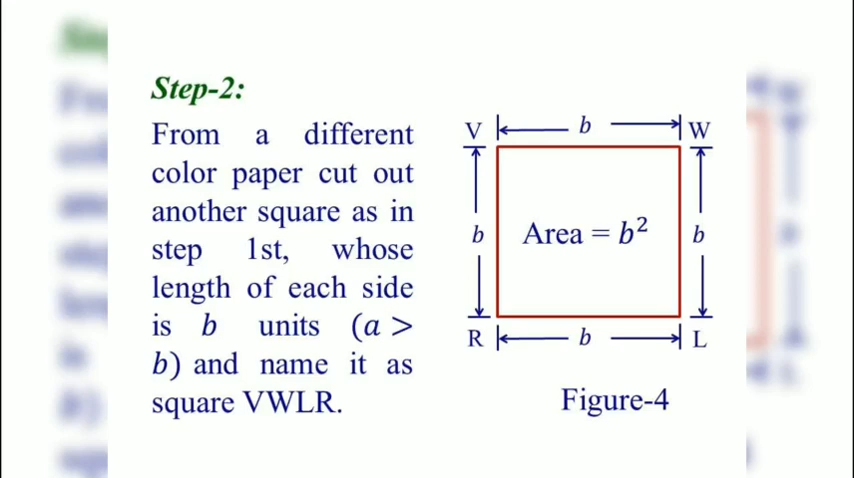 Step-2:
From a different
color paper cut out
another square as in
step 1st, whose
length of each side
is b units (a >
b) and name it as
square VWLR.
V b W
b Area = b² b
R b L
Figure-4